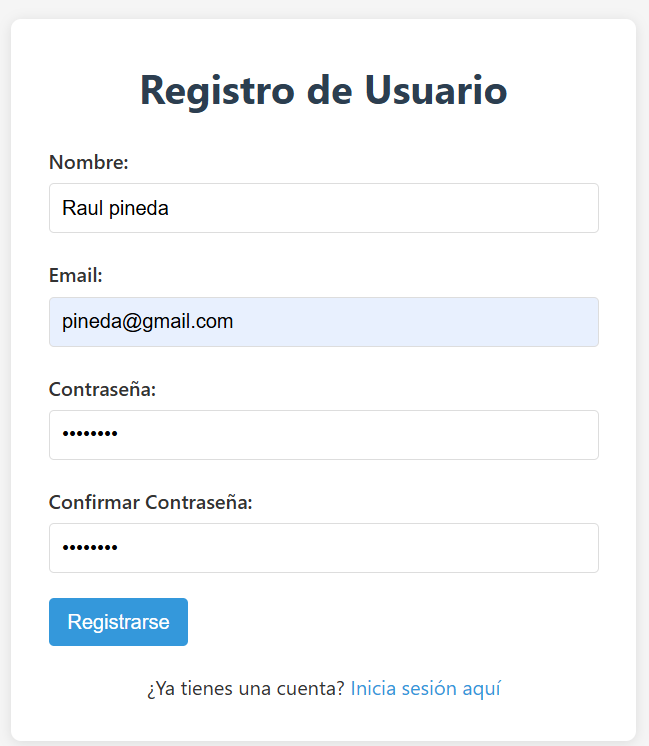 Registro de Usuario
Nombre:
Raul pineda
Email:
pineda@gmail.com
Contraseña:
••••••••
Confirmar Contraseña:
••••••••
Registrarse
¿Ya tienes una cuenta? Inicia sesión aquí